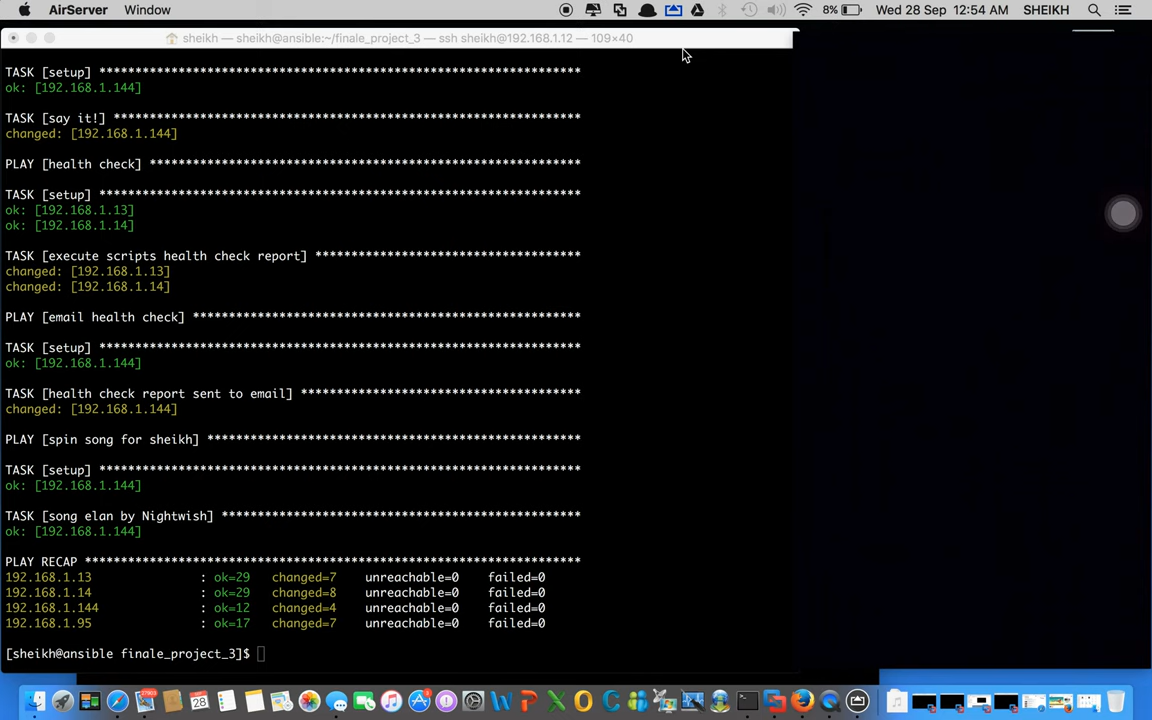 AirServer Window 8% Wed 28 Sep 12:54 AM SHEIKH
sheikh — sheikh@ansible:~/finale_project_3 — ssh sheikh@192.168.1.12 — 109×40
TASK [setup] *******************************************************************
ok: [192.168.1.144]
TASK [say it!] *****************************************************************
changed: [192.168.1.144]
PLAY [health check] ************************************************************
TASK [setup] *******************************************************************
ok: [192.168.1.13]
ok: [192.168.1.14]
TASK [execute scripts health check report] *************************************
changed: [192.168.1.13]
changed: [192.168.1.14]
PLAY [email health check] ******************************************************
TASK [setup] *******************************************************************
ok: [192.168.1.144]
TASK [health check report sent to email] ***************************************
changed: [192.168.1.144]
PLAY [spin song for sheikh] ****************************************************
TASK [setup] *******************************************************************
ok: [192.168.1.144]
TASK [song elan by Nightwish] **************************************************
ok: [192.168.1.144]
PLAY RECAP *********************************************************************
192.168.1.13 : ok=29 changed=7 unreachable=0 failed=0
192.168.1.14 : ok=29 changed=8 unreachable=0 failed=0
192.168.1.144 : ok=12 changed=4 unreachable=0 failed=0
192.168.1.95 : ok=17 changed=7 unreachable=0 failed=0
[sheikh@ansible finale_project_3]$